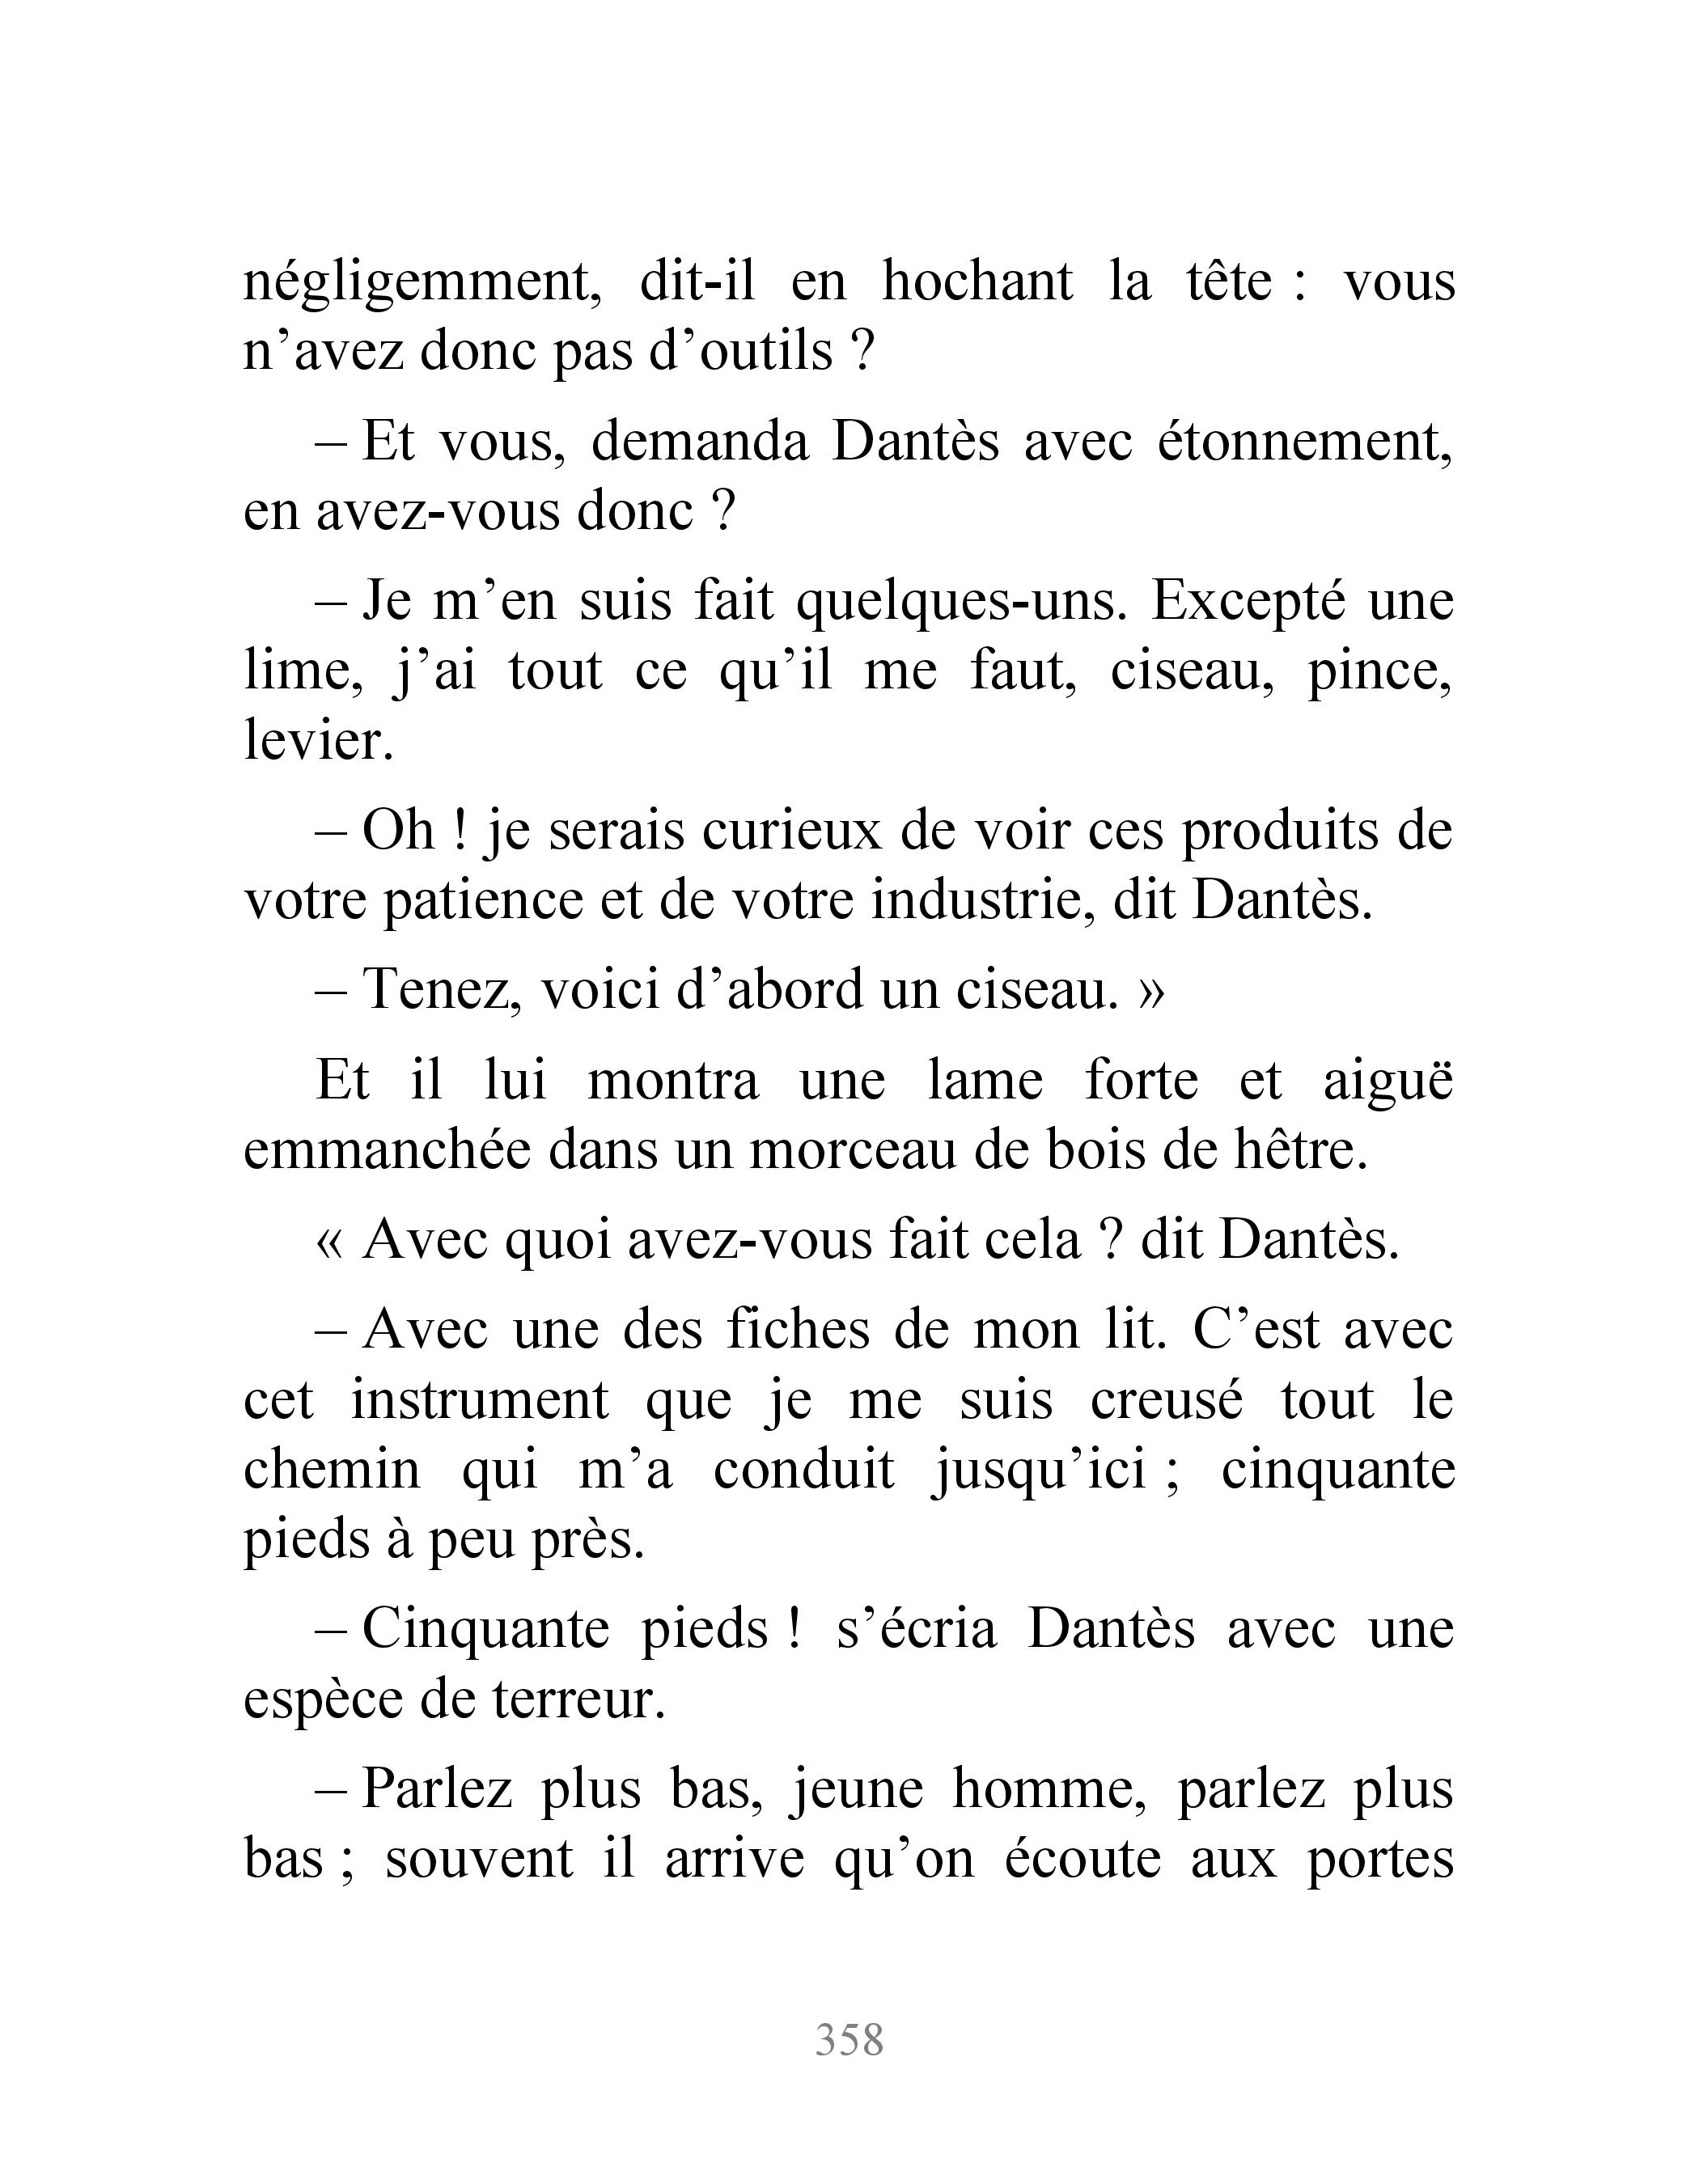 négligemment, dit-il en hochant la tête : vous
n’avez donc pas d’outils ?
– Et vous, demanda Dantès avec étonnement,
en avez-vous donc ?
– Je m’en suis fait quelques-uns. Excepté une
lime, j’ai tout ce qu’il me faut, ciseau, pince,
levier.
– Oh ! je serais curieux de voir ces produits de
votre patience et de votre industrie, dit Dantès.
– Tenez, voici d’abord un ciseau. »
Et il lui montra une lame forte et aiguë
emmanchée dans un morceau de bois de hêtre.
« Avec quoi avez-vous fait cela ? dit Dantès.
– Avec une des fiches de mon lit. C’est avec
cet instrument que je me suis creusé tout le
chemin qui m’a conduit jusqu’ici ; cinquante
pieds à peu près.
– Cinquante pieds ! s’écria Dantès avec une
espèce de terreur.
– Parlez plus bas, jeune homme, parlez plus
bas ; souvent il arrive qu’on écoute aux portes
358